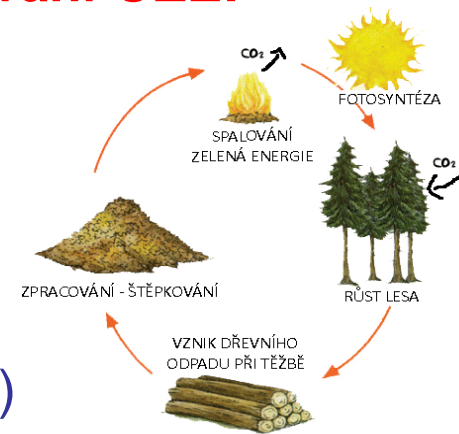 CO₂
FOTOSYNTÉZA
SPALOVÁNÍ
ZELENÁ ENERGIE
CO₂
ZPRACOVÁNÍ - ŠTĚPKOVÁNÍ
RŮST LESA
VZNIK DŘEVNÍHO
ODPADU PŘI TĚŽBĚ
)